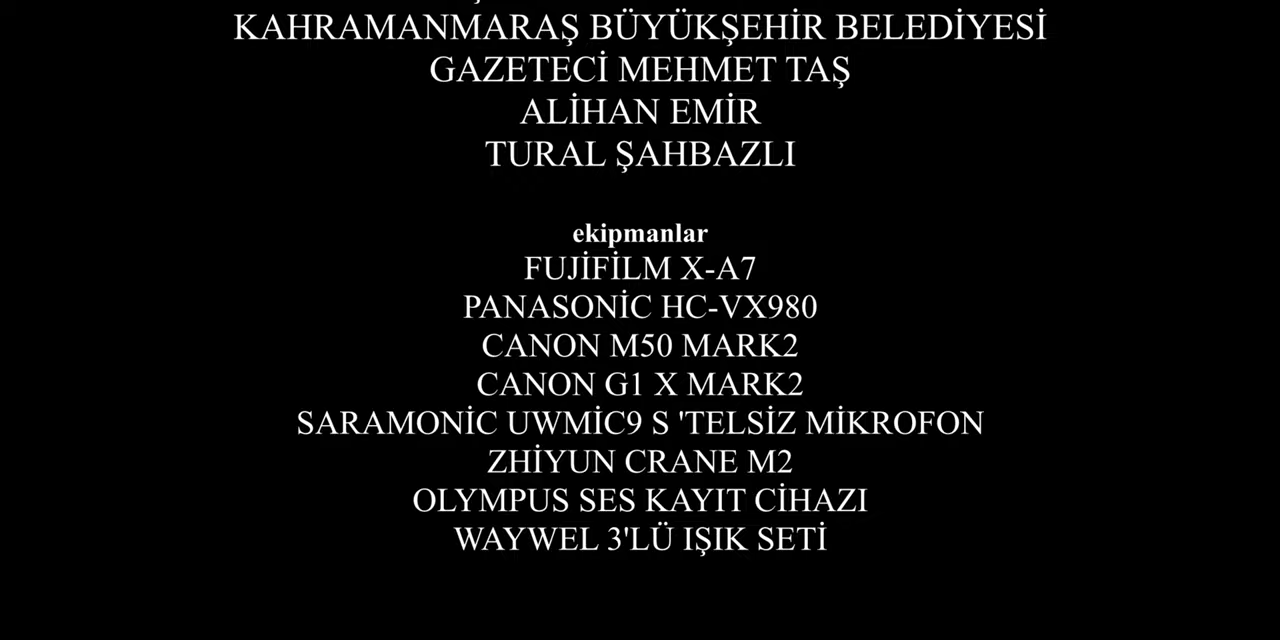 KAHRAMANMARAŞ BÜYÜKŞEHİR BELEDİYESİ
GAZETECİ MEHMET TAŞ
ALİHAN EMİR
TURAL ŞAHBAZLI
ekipmanlar
FUJİFİLM X-A7
PANASONİC HC-VX980
CANON M50 MARK2
CANON G1 X MARK2
SARAMONİC UWMİC9 S 'TELSİZ MİKROFON
ZHİYUN CRANE M2
OLYMPUS SES KAYIT CİHAZI
WAYWEL 3'LÜ IŞIK SETİ